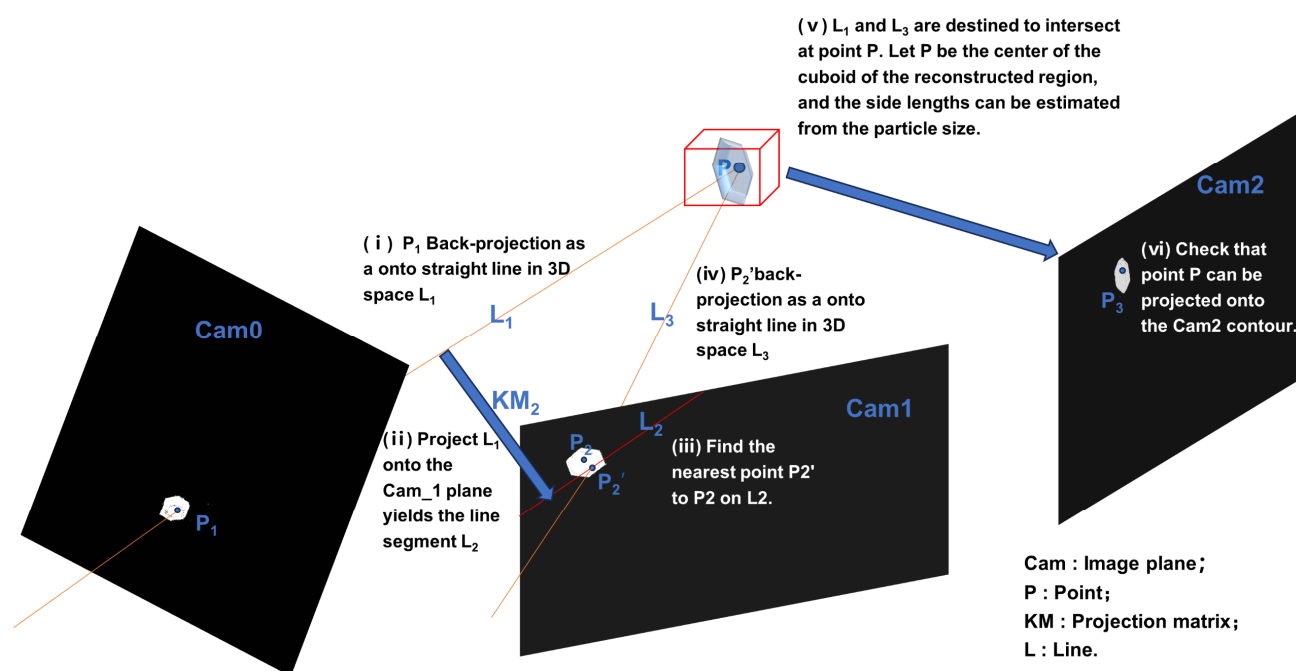 (ⅴ) L₁ and L₃ are destined to intersect
at point P. Let P be the center of the
cuboid of the reconstructed region,
and the side lengths can be estimated
from the particle size.
P
Cam2
(ⅰ) P₁ Back-projection as
a onto straight line in 3D
space L₁
(ⅳ) P₂’back-
projection as a onto
straight line in 3D
space L₃
(ⅵ) Check that
point P can be
projected onto
the Cam2 contour.
P₃
L₁
L₃
Cam0
KM₂
Cam1
L₂
(ⅱ) Project L₁
onto the
Cam_1 plane
yields the line
segment L₂
P₂
P₂'
(ⅲ) Find the
nearest point P2'
to P2 on L2.
P₁
Cam : Image plane；
P : Point；
KM : Projection matrix；
L : Line.